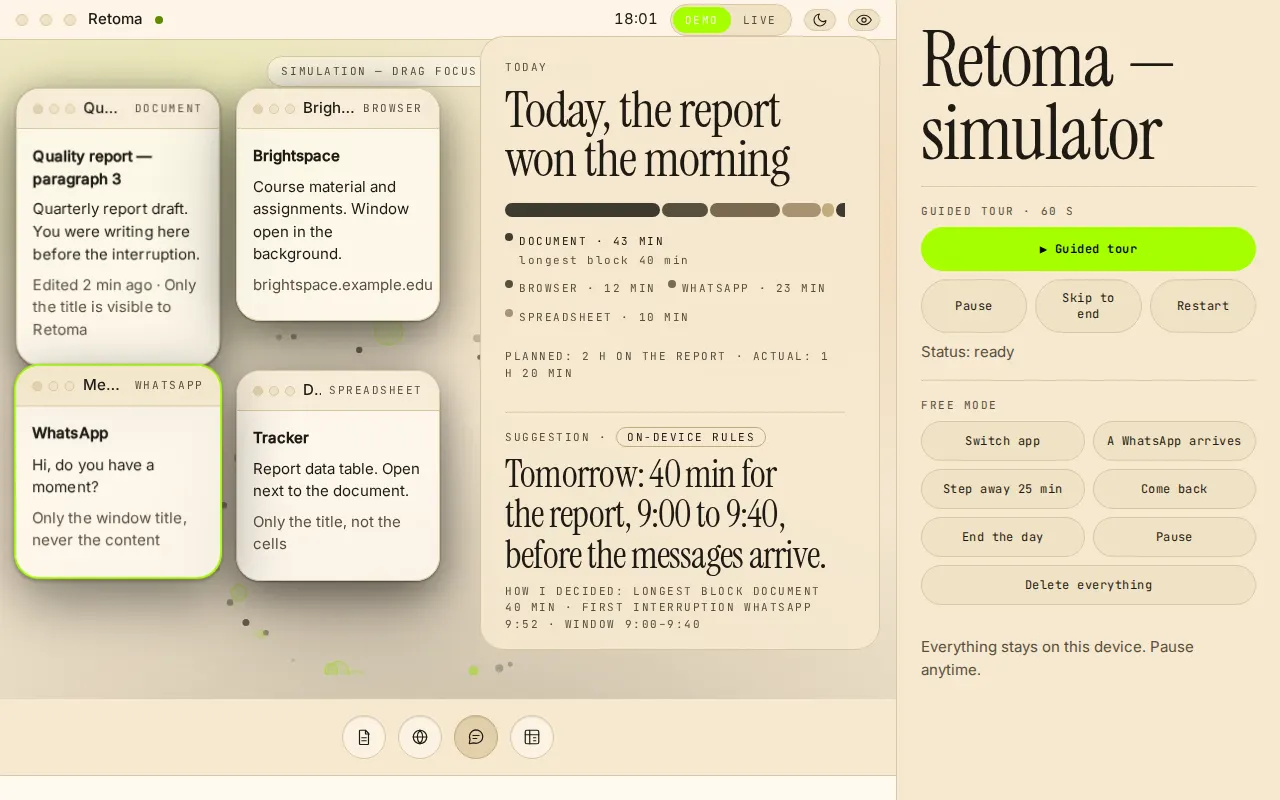 Retoma
18:01
DEMO
LIVE
SIMULATION — DRAG FOCUS
Qu...
DOCUMENT
Quality report —
paragraph 3
Quarterly report draft.
You were writing here
before the interruption.
Edited 2 min ago · Only
the title is visible to
Retoma
Brigh...
BROWSER
Brightspace
Course material and
assignments. Window
open in the
background.
brightspace.example.edu
Me...
WHATSAPP
WhatsApp
Hi, do you have a
moment?
Only the window title,
never the content
D..
SPREADSHEET
Tracker
Report data table. Open
next to the document.
Only the title, not the
cells
TODAY
Today, the report
won the morning
DOCUMENT · 43 MIN
longest block 40 min
BROWSER · 12 MIN
WHATSAPP · 23 MIN
SPREADSHEET · 10 MIN
PLANNED: 2 H ON THE REPORT · ACTUAL: 1
H 20 MIN
SUGGESTION · ON-DEVICE RULES
Tomorrow: 40 min for
the report, 9:00 to 9:40,
before the messages arrive.
HOW I DECIDED: LONGEST BLOCK DOCUMENT
40 MIN · FIRST INTERRUPTION WHATSAPP
9:52 · WINDOW 9:00–9:40
Retoma —
simulator
GUIDED TOUR · 60 S
▶ Guided tour
Pause
Skip to
end
Restart
Status: ready
FREE MODE
Switch app
A WhatsApp arrives
Step away 25 min
Come back
End the day
Pause
Delete everything
Everything stays on this device. Pause
anytime.